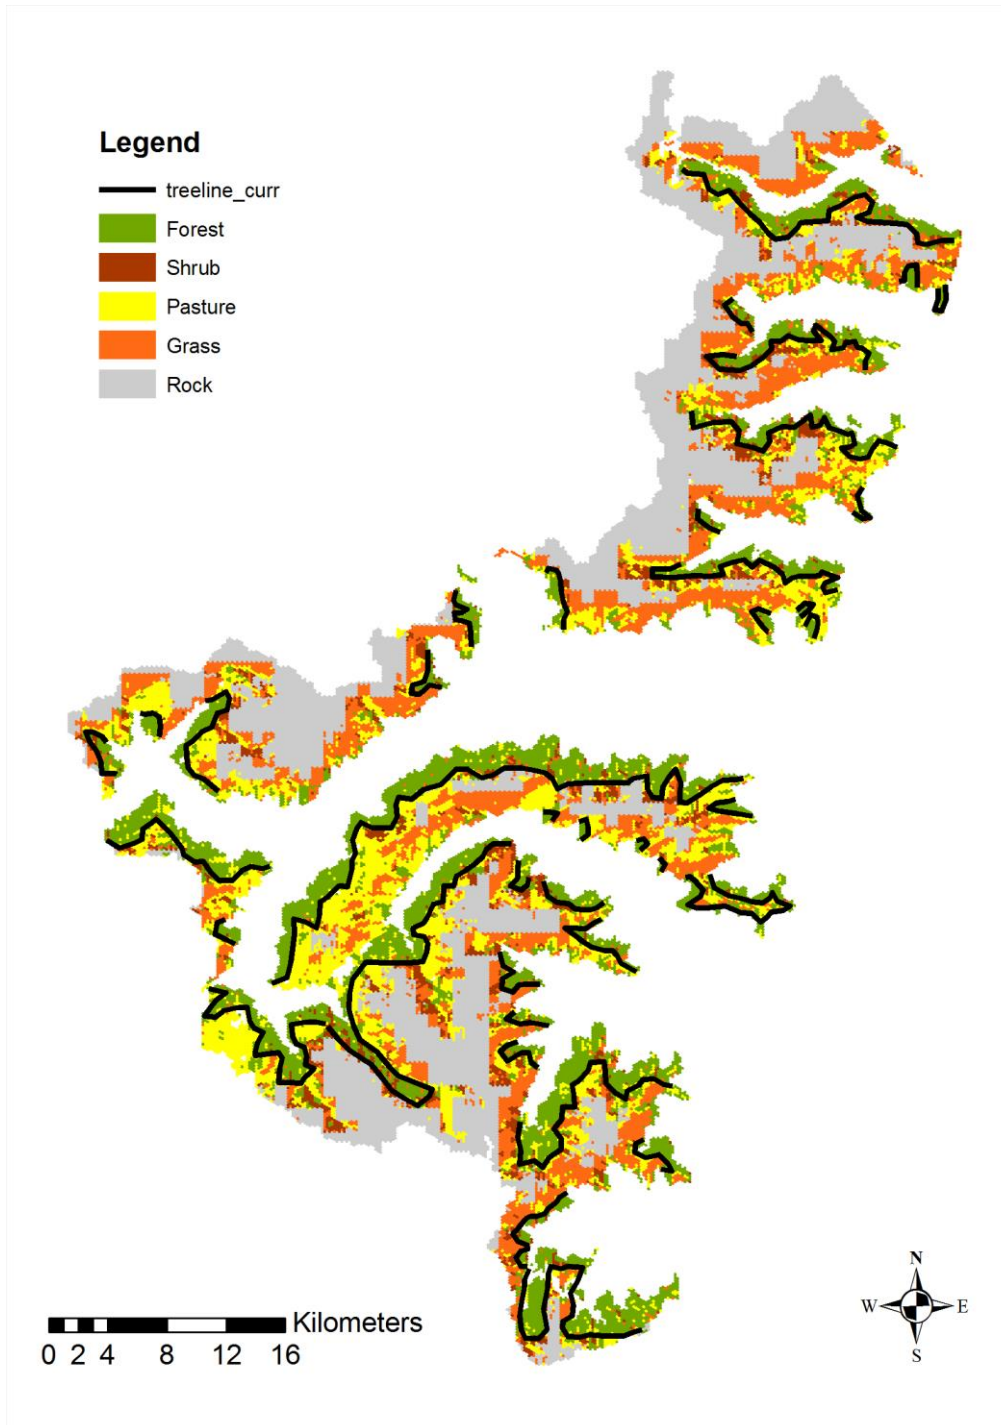 Legend
treeline_curr
Forest
Shrub
Pasture
Grass
Rock
N
W E
S
Kilometers
0 2 4 8 12 16